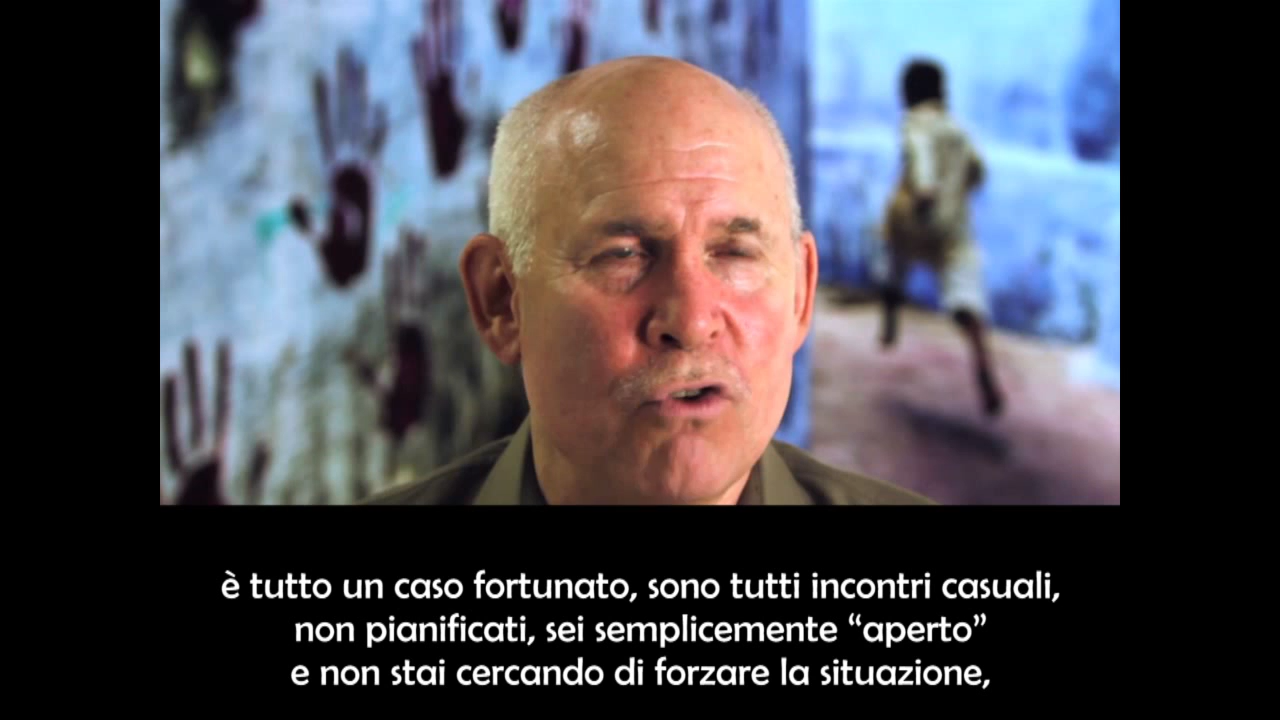 è tutto un caso fortunato, sono tutti incontri casuali,
non pianificati, sei semplicemente “aperto”
e non stai cercando di forzare la situazione,